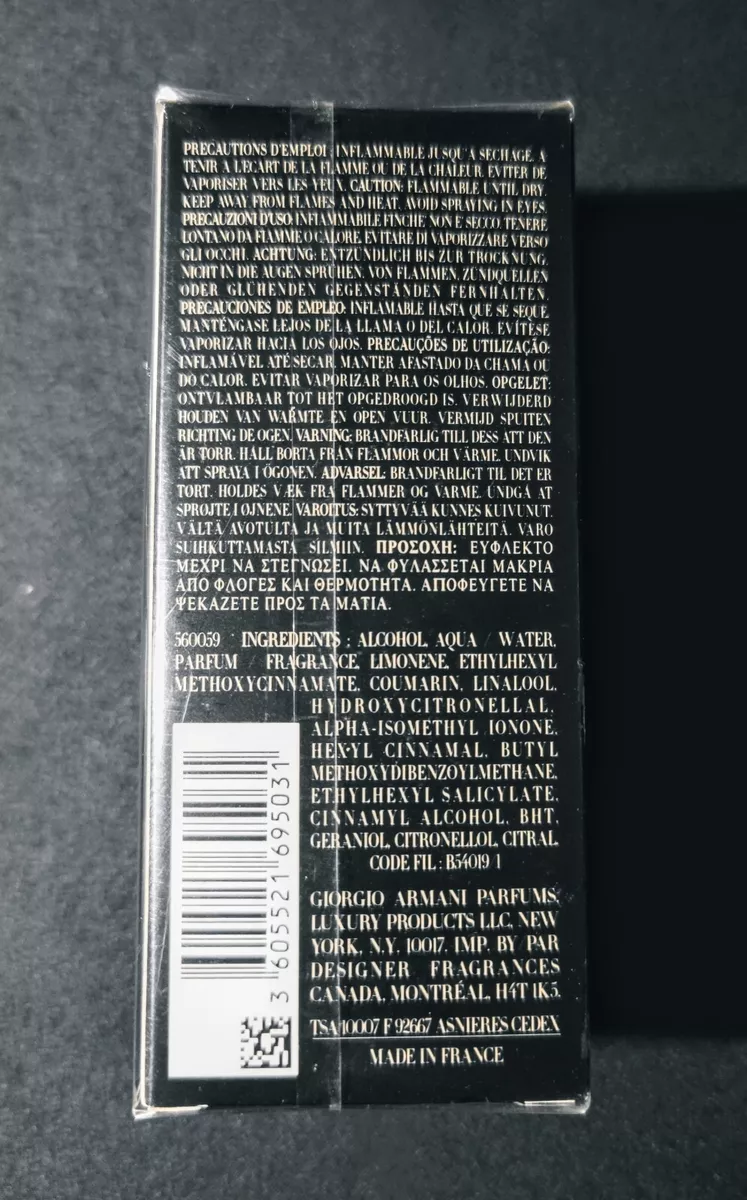 PRECAUTIONS D'EMPLOI : INFLAMMABLE JUSQU'A SECHAGE. A
TENIR A L'ECART DE LA FLAMME OU DE LA CHALEUR. EVITER DE
VAPORISER VERS LES YEUX. CAUTION: FLAMMABLE UNTIL DRY.
KEEP AWAY FROM FLAMES AND HEAT. AVOID SPRAYING IN EYES.
PRECAUZIONI D'USO: INFIAMMABILE FINCHE' NON E' SECCO. TENERE
LONTANO DA FIAMME O CALORE. EVITARE DI VAPORIZZARE VERSO
GLI OCCHI. ACHTUNG: ENTZÜNDLICH BIS ZUR TROCKNUNG.
NICHT IN DIE AUGEN SPRÜHEN. VON FLAMMEN, ZÜNDQUELLEN
ODER GLÜHENDEN GEGENSTÄNDEN FERNHALTEN.
PRECAUCIONES DE EMPLEO: INFLAMABLE HASTA QUE SE SEQUE.
MANTÉNGASE LEJOS DE LA LLAMA O DEL CALOR. EVÍTESE
VAPORIZAR HACIA LOS OJOS. PRECAUÇÕES DE UTILIZAÇÃO:
INFLAMÁVEL ATÉ SECAR. MANTER AFASTADO DA CHAMA OU
DO CALOR. EVITAR VAPORIZAR PARA OS OLHOS. OPGELET:
ONTVLAMBAAR TOT HET OPGEDROOGD IS. VERWIJDERD
HOUDEN VAN WARMTE EN OPEN VUUR. VERMIJD SPUITEN
RICHTING DE OGEN. VARNING: BRANDFARLIG TILL DESS ATT DEN
ÄR TORR. HÅLL BORTA FRÅN FLAMMOR OCH VÄRME. UNDVIK
ATT SPRAYA I ÖGONEN. ADVARSEL: BRANDFARLIGT TIL DET ER
TØRT. HOLDES VÆK FRA FLAMMER OG VARME. UNDGÅ AT
SPRØJTE I ØJNENE. VAROITUS: SYTTYVÄÄ KUNNES KUIVUNUT.
VÄLTÄ AVOTULTA JA MUITA LÄMMÖNLÄHTEITÄ. VARO
SUIHKUTTAMASTA SILMIIN. ΠΡΟΣΟΧΗ: ΕΥΦΛΕΚΤΟ
ΜΕΧΡΙ ΝΑ ΣΤΕΓΝΩΣΕΙ. ΝΑ ΦΥΛΑΣΣΕΤΑΙ ΜΑΚΡΙΑ
ΑΠΟ ΦΛΟΓΕΣ ΚΑΙ ΘΕΡΜΟΤΗΤΑ. ΑΠΟΦΕΥΓΕΤΕ ΝΑ
ΨΕΚΑΖΕΤΕ ΠΡΟΣ ΤΑ ΜΑΤΙΑ.
560059 INGREDIENTS : ALCOHOL, AQUA / WATER,
PARFUM / FRAGRANCE, LIMONENE, ETHYLHEXYL
METHOXYCINNAMATE, COUMARIN, LINALOOL,
HYDROXYCITRONELLAL,
ALPHA-ISOMETHYL IONONE,
HEXYL CINNAMAL, BUTYL
METHOXYDIBENZOYLMETHANE,
ETHYLHEXYL SALICYLATE,
CINNAMYL ALCOHOL, BHT,
GERANIOL, CITRONELLOL, CITRAL.
CODE FIL : B54019 1
GIORGIO ARMANI PARFUMS,
LUXURY PRODUCTS LLC, NEW
YORK, N.Y. 10017. IMP. BY / PAR
DESIGNER FRAGRANCES
CANADA, MONTRÉAL, H4T 1K5.
TSA 10007 F 92667 ASNIERES CEDEX
MADE IN FRANCE
3 605521 695031